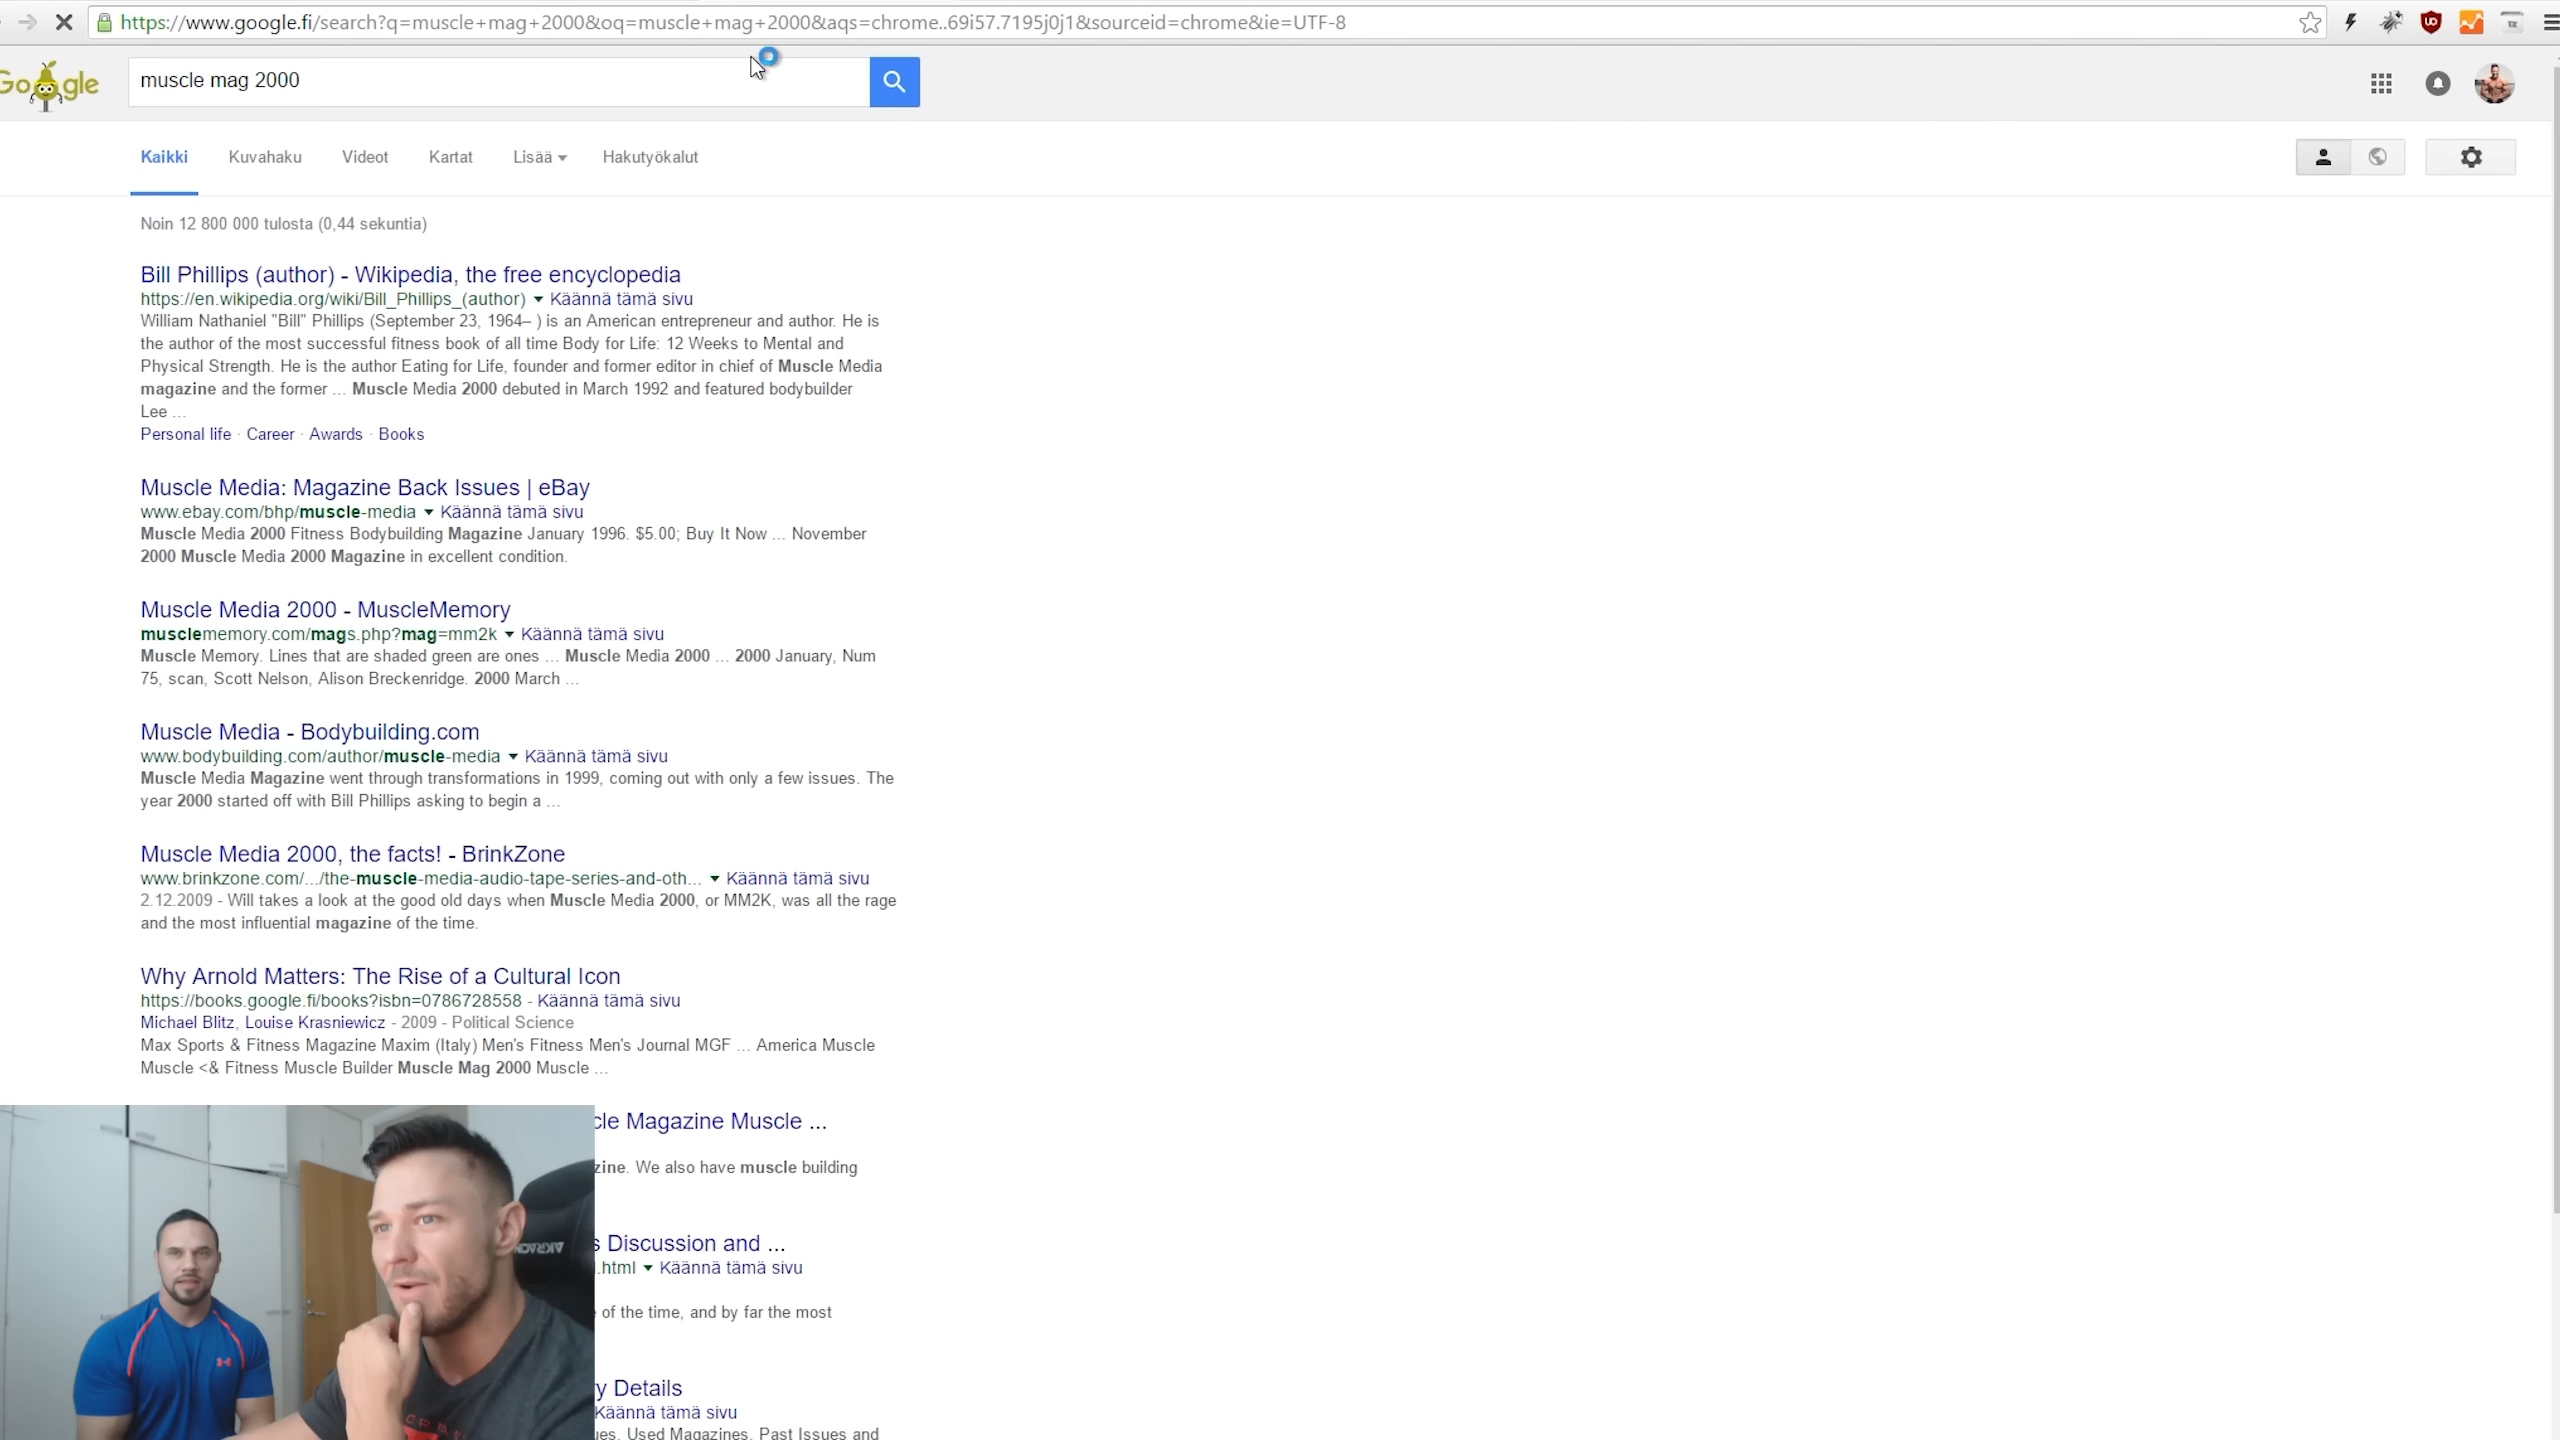 https://www.google.fi/search?q=muscle+mag+2000&oq=muscle+mag+2000&aqs=chrome..69i57.7195j0j1&sourceid=chrome&ie=UTF-8
Google
muscle mag 2000
Kaikki Kuvahaku Videot Kartat Lisää Hakutyökalut
Noin 12 800 000 tulosta (0,44 sekuntia)
Bill Phillips (author) - Wikipedia, the free encyclopedia
https://en.wikipedia.org/wiki/Bill_Phillips_(author) Käännä tämä sivu
William Nathaniel "Bill" Phillips (September 23, 1964– ) is an American entrepreneur and author. He is
the author of the most successful fitness book of all time Body for Life: 12 Weeks to Mental and
Physical Strength. He is the author Eating for Life, founder and former editor in chief of Muscle Media
magazine and the former ... Muscle Media 2000 debuted in March 1992 and featured bodybuilder
Lee ...
Personal life · Career · Awards · Books
Muscle Media: Magazine Back Issues | eBay
www.ebay.com/bhp/muscle-media Käännä tämä sivu
Muscle Media 2000 Fitness Bodybuilding Magazine January 1996. $5.00; Buy It Now ... November
2000 Muscle Media 2000 Magazine in excellent condition.
Muscle Media 2000 - MuscleMemory
musclememory.com/mags.php?mag=mm2k Käännä tämä sivu
Muscle Memory. Lines that are shaded green are ones ... Muscle Media 2000 ... 2000 January, Num
75, scan, Scott Nelson, Alison Breckenridge. 2000 March ...
Muscle Media - Bodybuilding.com
www.bodybuilding.com/author/muscle-media Käännä tämä sivu
Muscle Media Magazine went through transformations in 1999, coming out with only a few issues. The
year 2000 started off with Bill Phillips asking to begin a ...
Muscle Media 2000, the facts! - BrinkZone
www.brinkzone.com/.../the-muscle-media-audio-tape-series-and-oth... Käännä tämä sivu
2.12.2009 - Will takes a look at the good old days when Muscle Media 2000, or MM2K, was all the rage
and the most influential magazine of the time.
Why Arnold Matters: The Rise of a Cultural Icon
https://books.google.fi/books?isbn=0786728558 - Käännä tämä sivu
Michael Blitz, Louise Krasniewicz - 2009 - Political Science
Max Sports & Fitness Magazine Maxim (Italy) Men's Fitness Men's Journal MGF ... America Muscle
Muscle <& Fitness Muscle Builder Muscle Mag 2000 Muscle ...
cle Magazine Muscle ...
zine. We also have muscle building
s Discussion and ...
.html Käännä tämä sivu
of the time, and by far the most
y Details
Käännä tämä sivu
ues, Used Magazines, Past Issues and